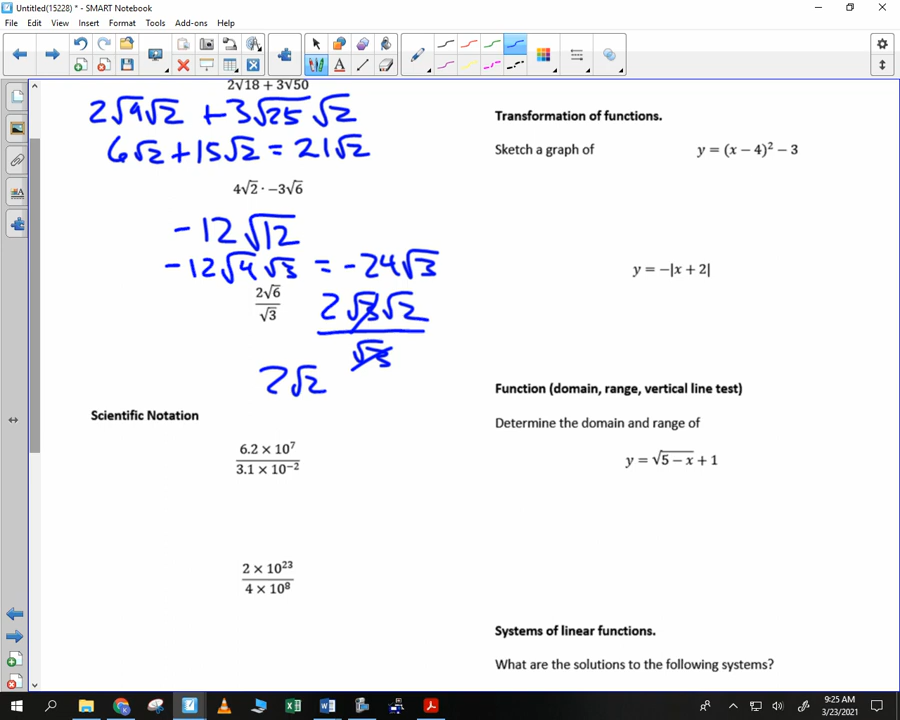 Untitled(15228) * - SMART Notebook
File Edit View Insert Format Tools Add-ons Help
2√18 + 3√50
2√9√2 + 3√25 √2
6√2 + 15√2 = 21√2
4√2 · −3√6
-12√12
-12√4√3 = -24√3
2√6
√3
2√3√2
√3
2√2
Scientific Notation
6.2 × 10⁷
3.1 × 10⁻²
2 × 10²³
4 × 10⁸
Transformation of functions.
Sketch a graph of y = (x − 4)² − 3
y = −|x + 2|
Function (domain, range, vertical line test)
Determine the domain and range of
y = √5 − x + 1
Systems of linear functions.
What are the solutions to the following systems?
9:25 AM
3/23/2021